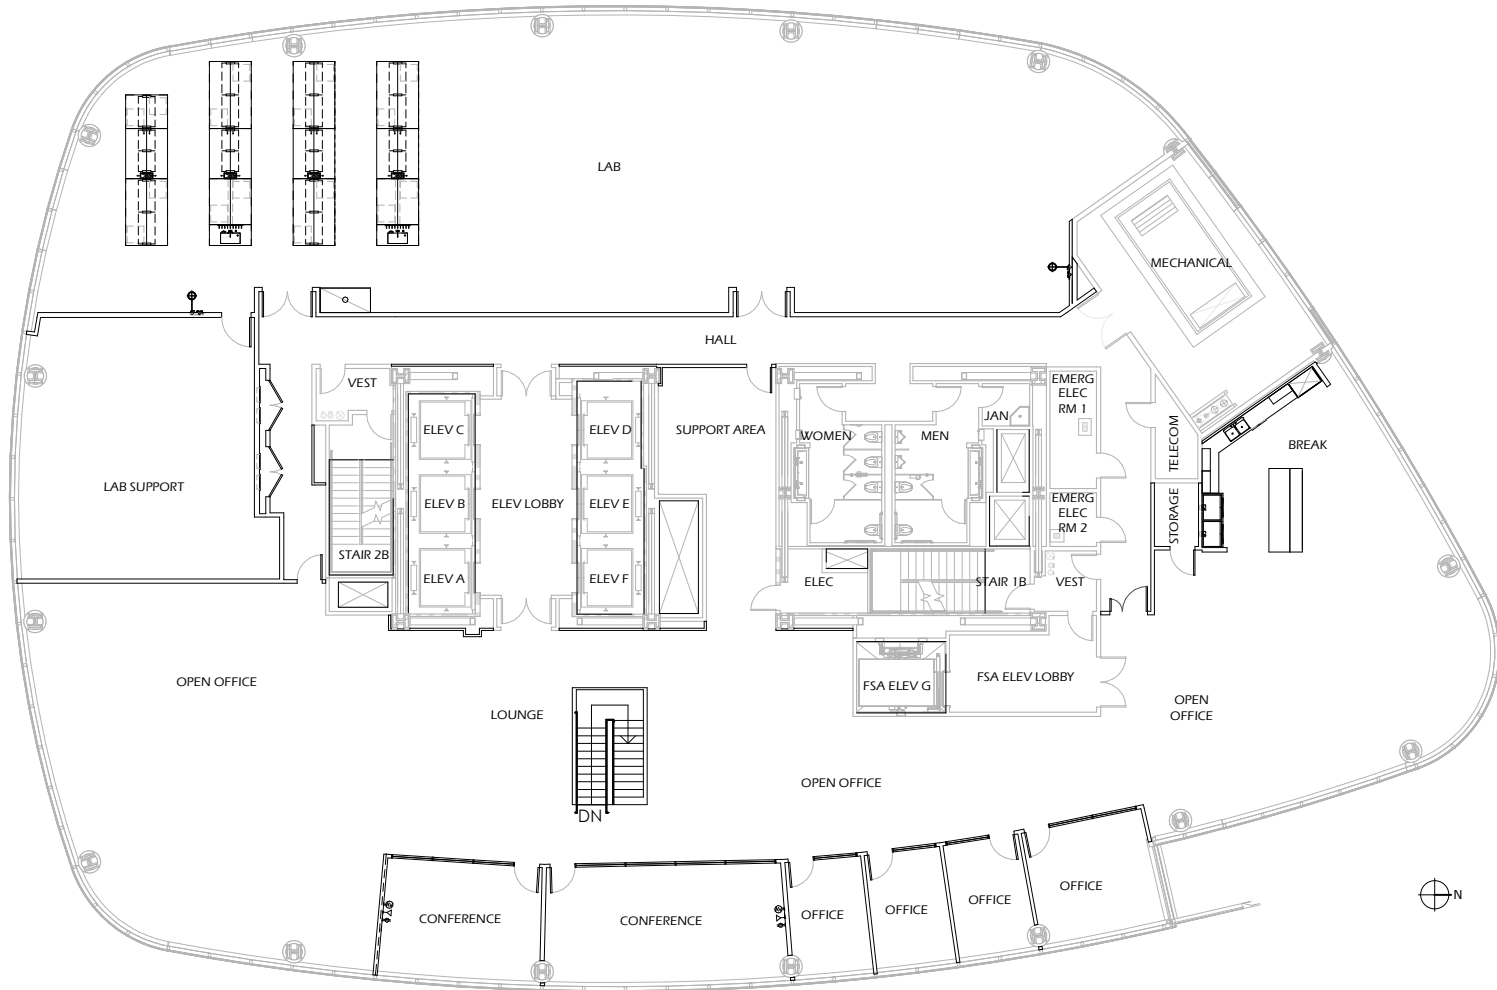 LAB
MECHANICAL
HALL
VEST
EMERG
ELEC
RM 1
JAN
ELEV C
ELEV D
SUPPORT AREA
WOMEN
MEN
TELECOM
BREAK
LAB SUPPORT
ELEV B
ELEV LOBBY
ELEV E
EMERG
ELEC
RM 2
STORAGE
STAIR 2B
ELEV A
ELEV F
ELEC
STAIR 1B
VEST
OPEN OFFICE
FSA ELEV G
FSA ELEV LOBBY
LOUNGE
OPEN
OFFICE
OPEN OFFICE
DN
CONFERENCE
CONFERENCE
OFFICE
OFFICE
OFFICE
OFFICE
N